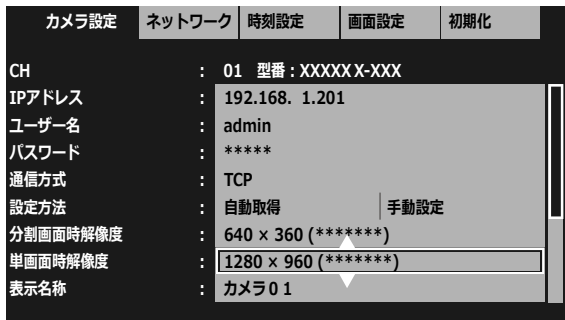 カメラ設定 ネットワーク 時刻設定 画面設定 初期化
CH : 01 型番：XXXXXX-XXX
IPアドレス : 192.168. 1.201
ユーザー名 : admin
パスワード : *****
通信方式 : TCP
設定方法 : 自動取得 手動設定
分割画面時解像度 : 640 × 360 (*******)
単画面時解像度 : 1280 × 960 (*******)
表示名称 : カメラ０１